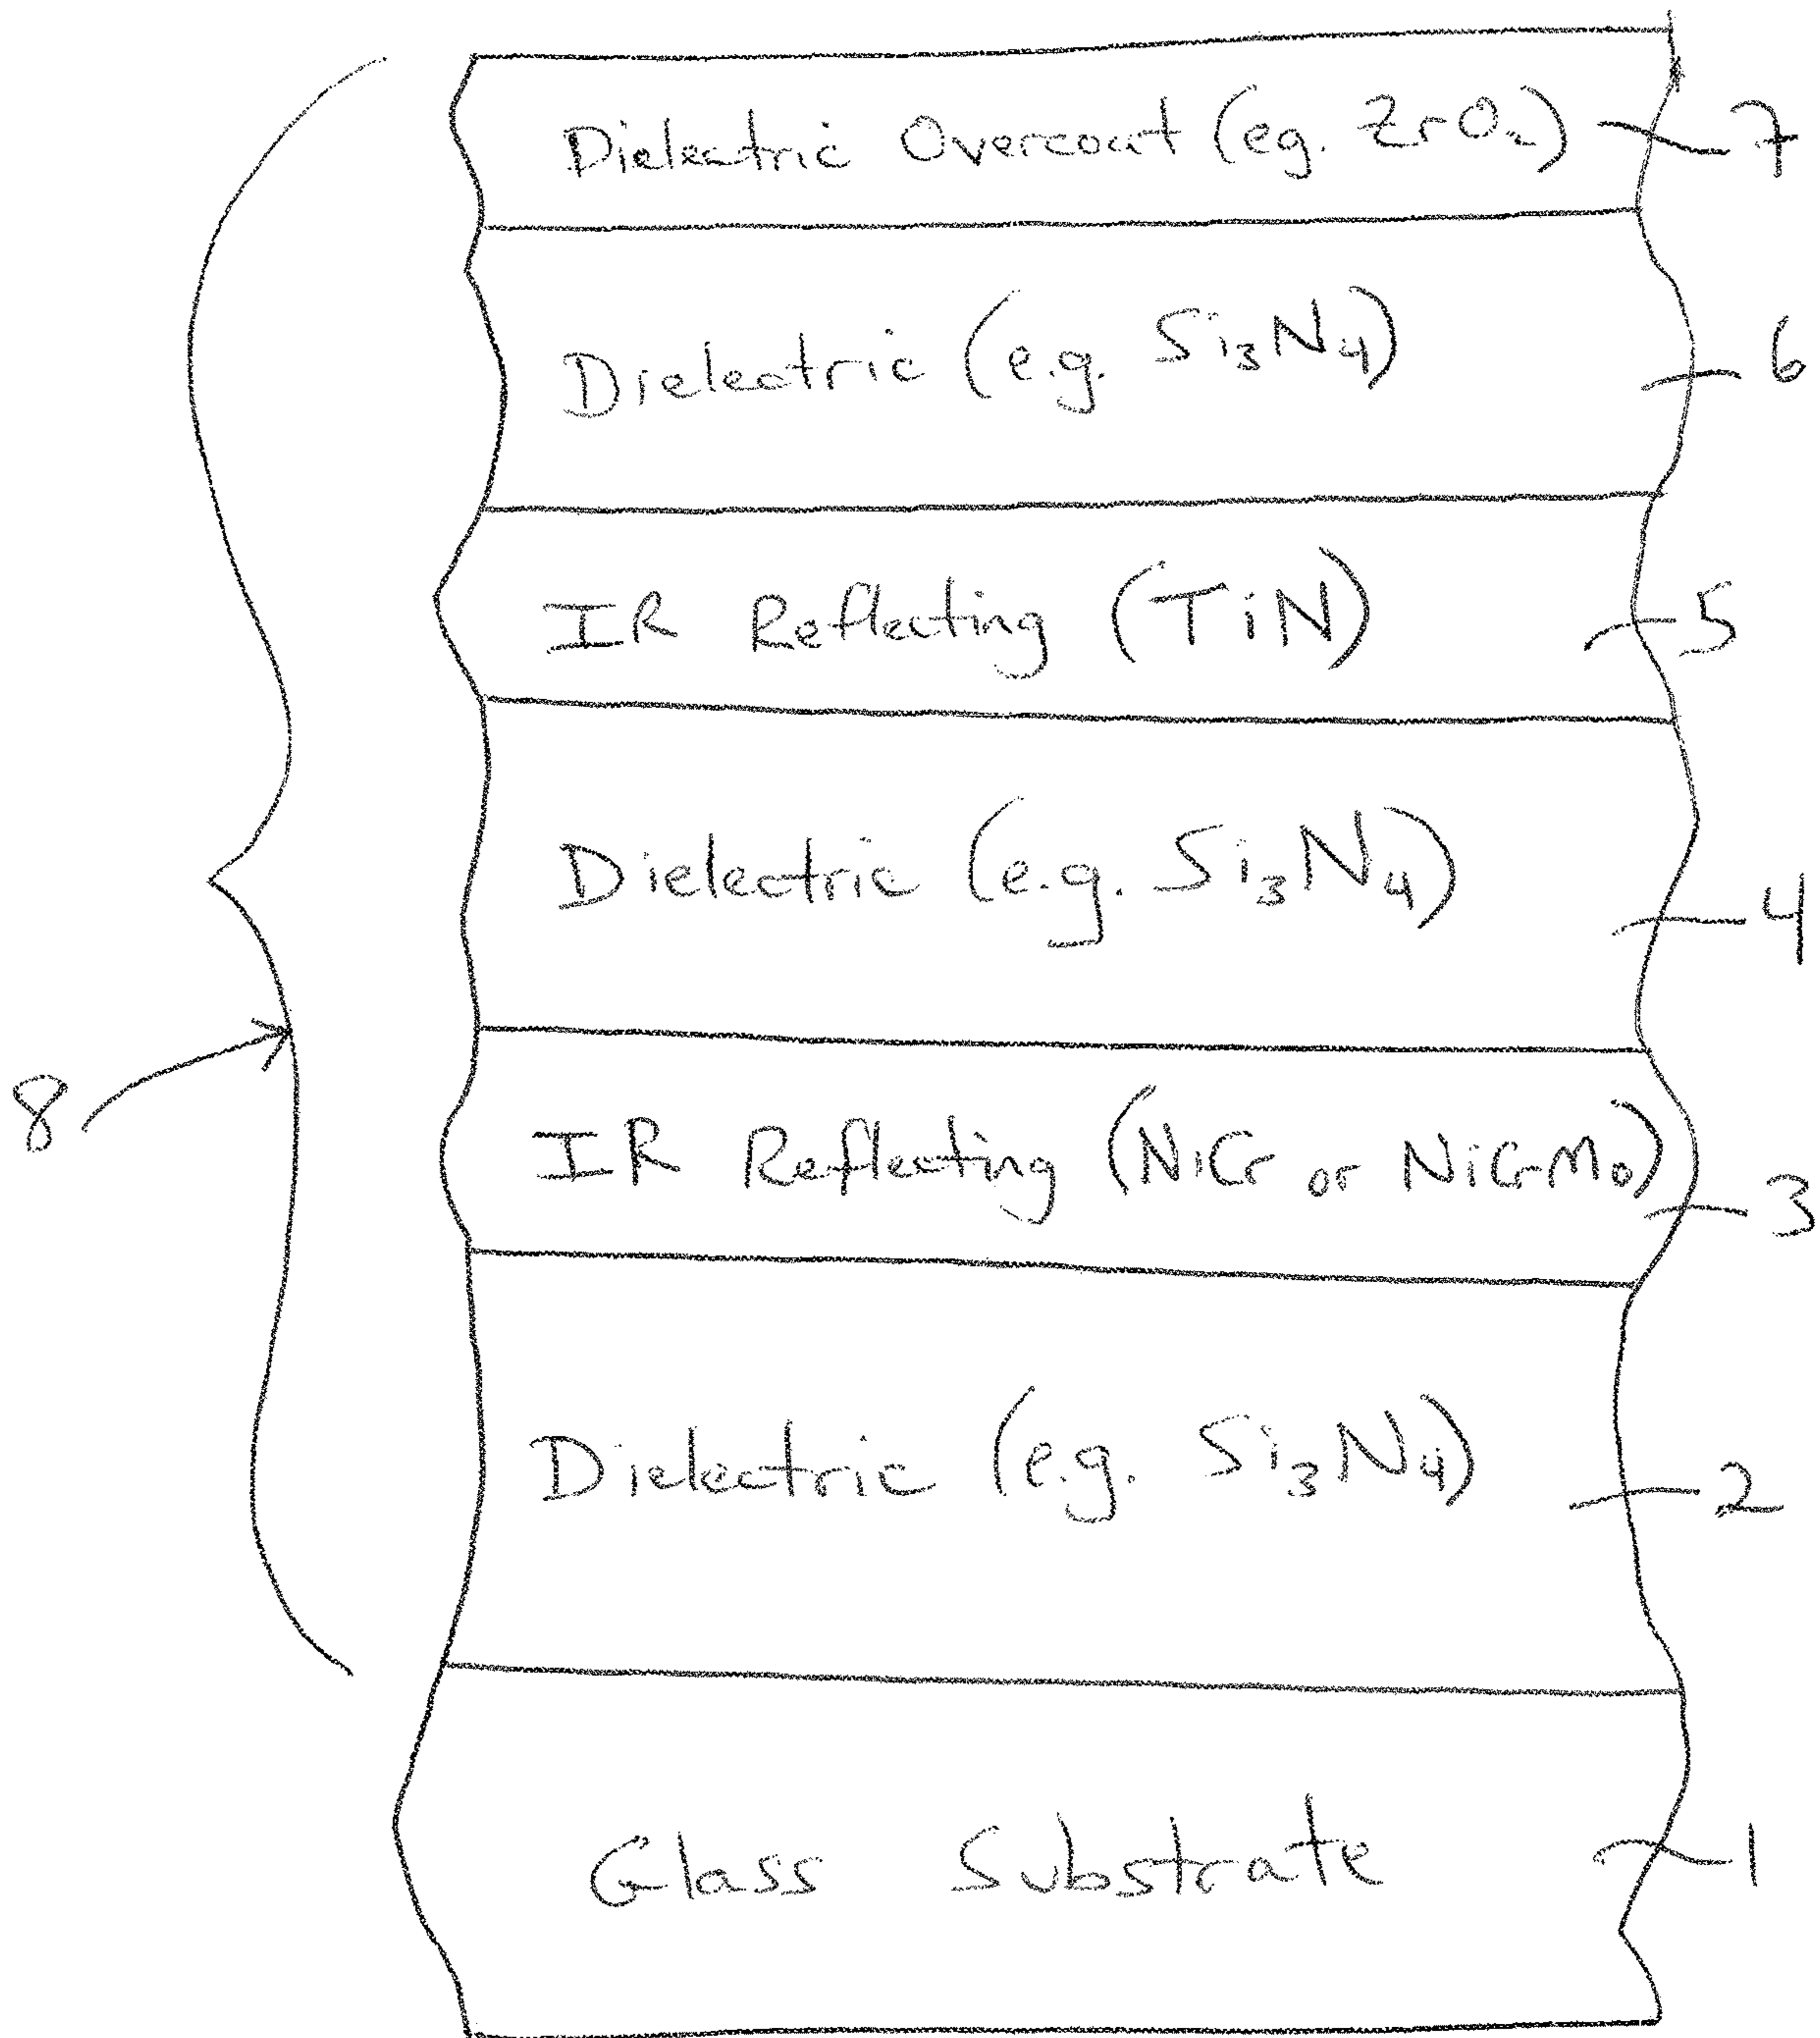 Dielectric Overcoat (eg. ZrO₂) 7
Dielectric (e.g. Si₃N₄) 6
IR Reflecting (TiN) 5
Dielectric (e.g. Si₃N₄) 4
8
IR Reflecting (NiCr or NiCrMo) 3
Dielectric (e.g. Si₃N₄) 2
Glass Substrate 1